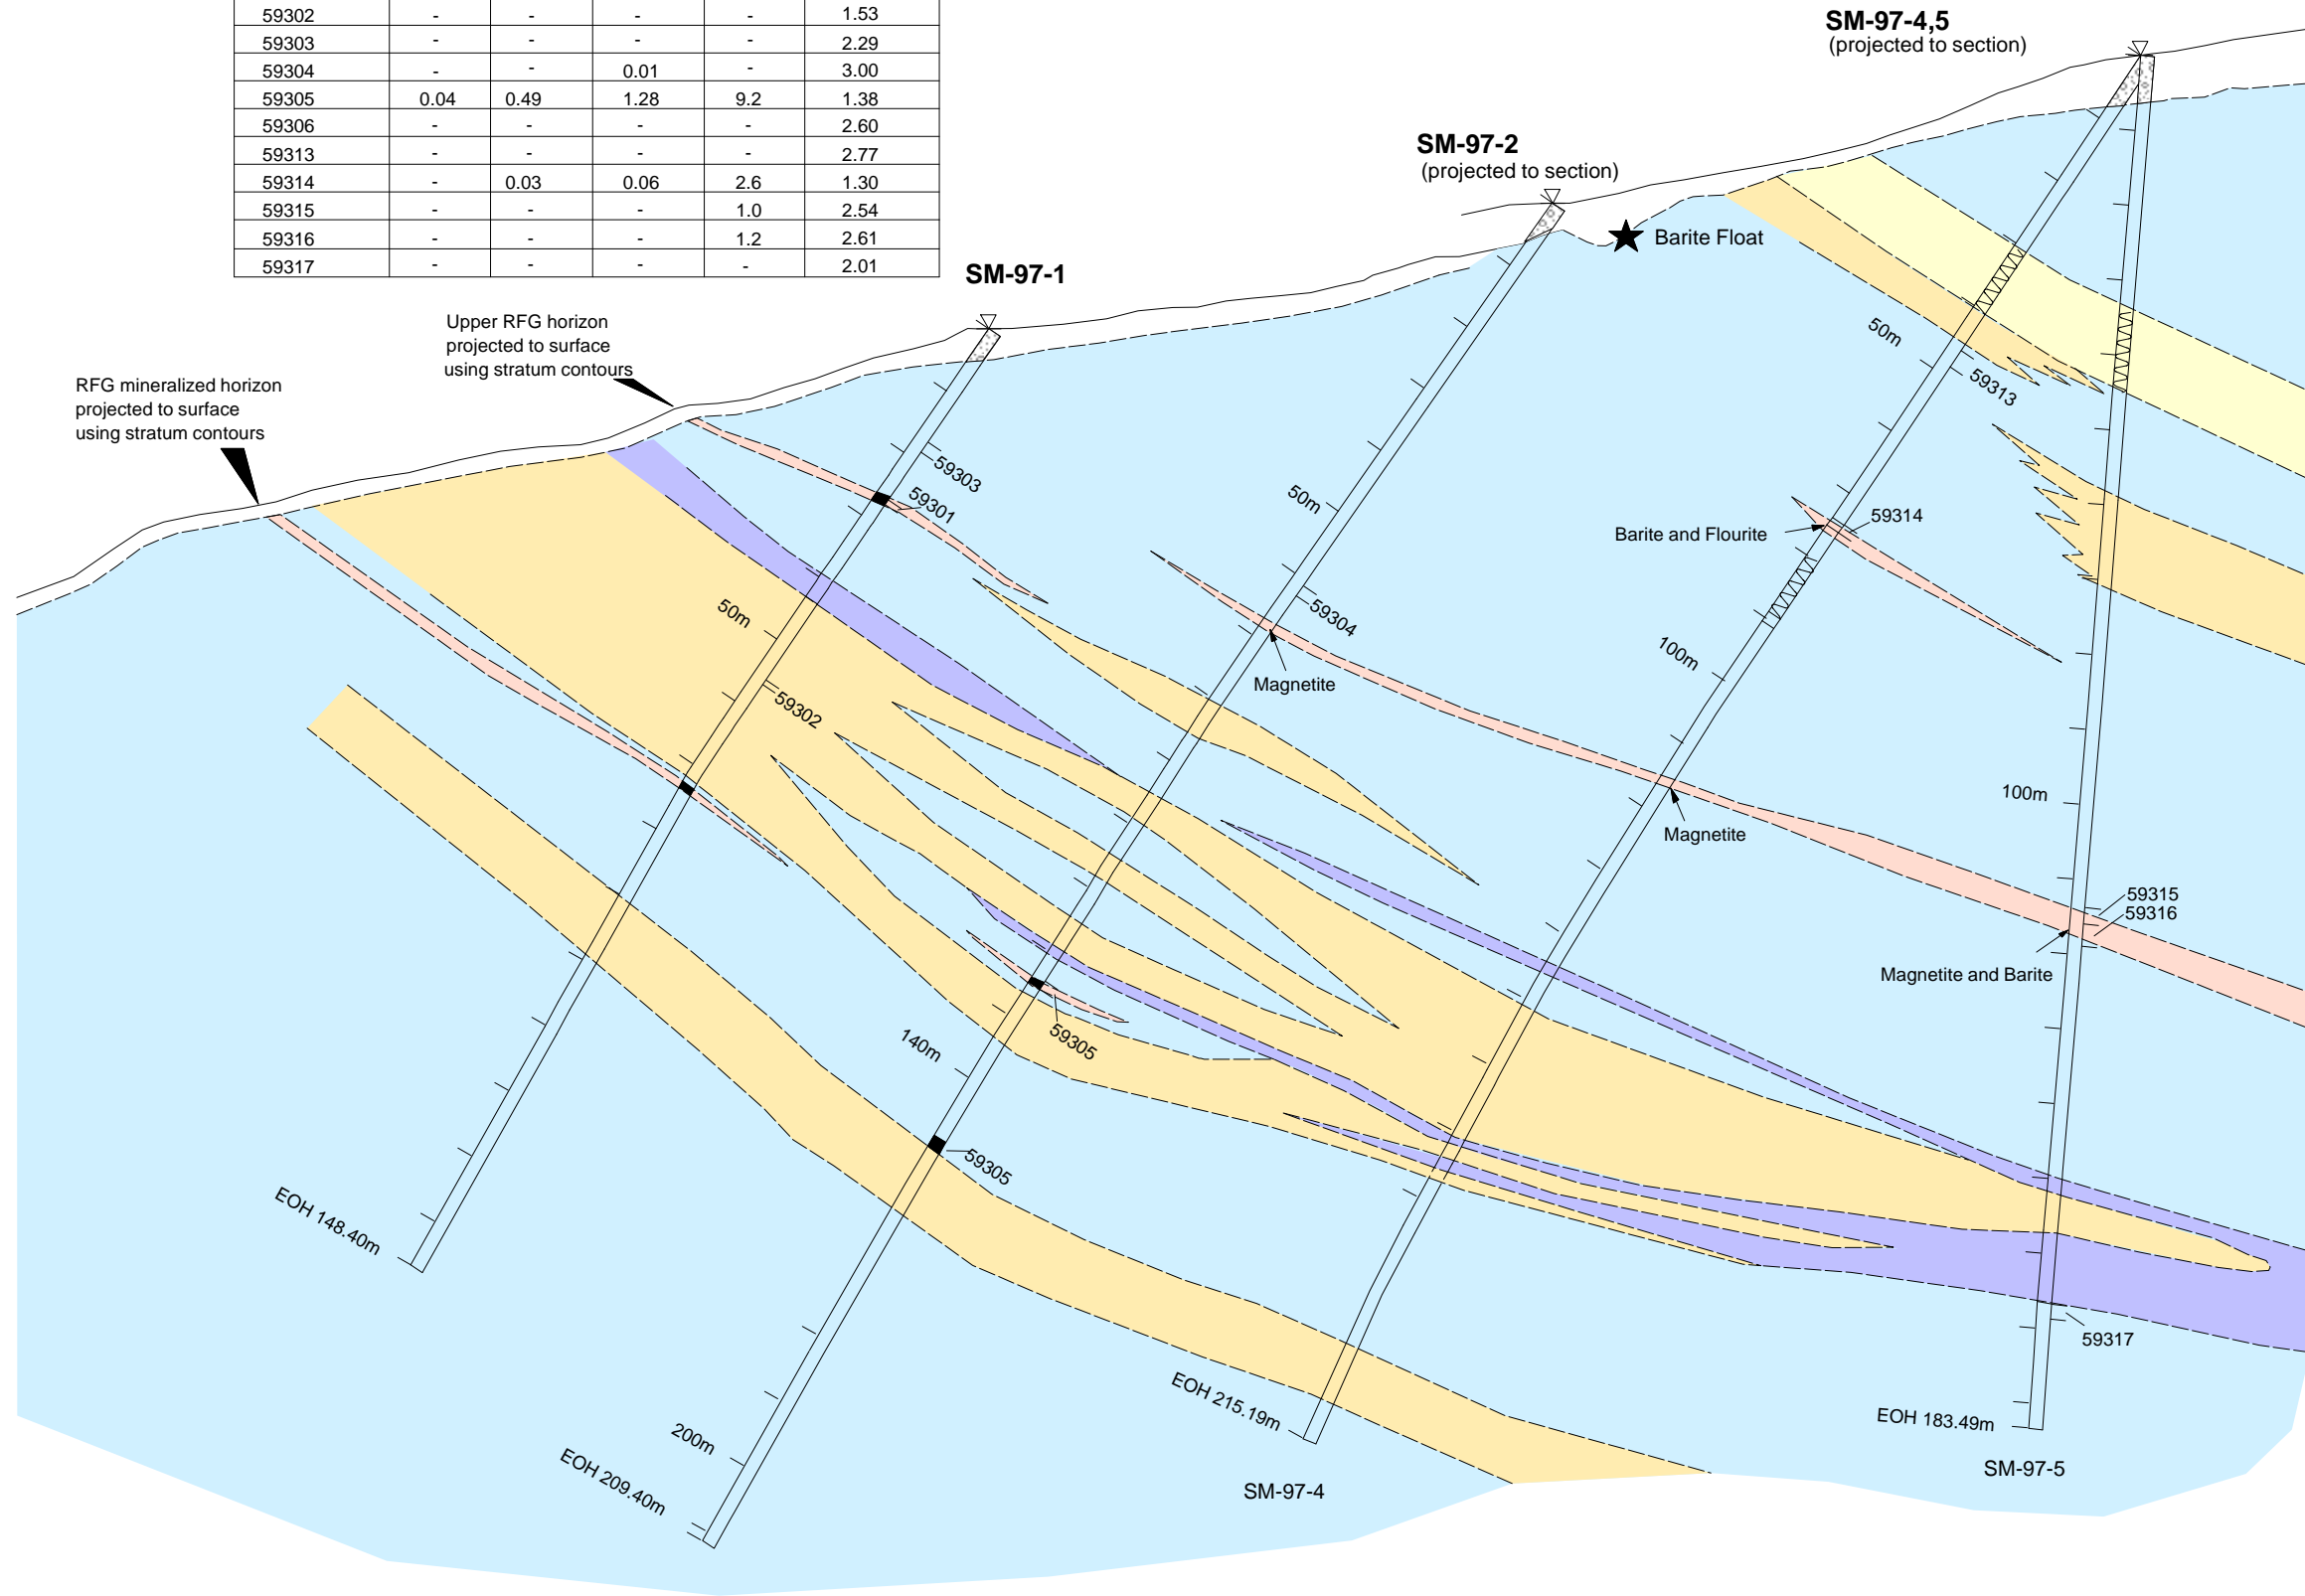 59302 - - - - 1.53
59303 - - - - 2.29
59304 - - 0.01 - 3.00
59305 0.04 0.49 1.28 9.2 1.38
59306 - - - - 2.60
59313 - - - - 2.77
59314 - 0.03 0.06 2.6 1.30
59315 - - - 1.0 2.54
59316 - - - 1.2 2.61
59317 - - - - 2.01
SM-97-4,5
(projected to section)
SM-97-2
(projected to section)
Barite Float
SM-97-1
Upper RFG horizon
projected to surface
using stratum contours
RFG mineralized horizon
projected to surface
using stratum contours
50m
59313
59303
59301
50m
59314
Barite and Flourite
50m
59304
Magnetite
100m
59302
100m
Magnetite
59315
59316
Magnetite and Barite
140m
59305
59305
EOH 148.40m
59317
EOH 215.19m
EOH 183.49m
200m
EOH 209.40m
SM-97-5
SM-97-4